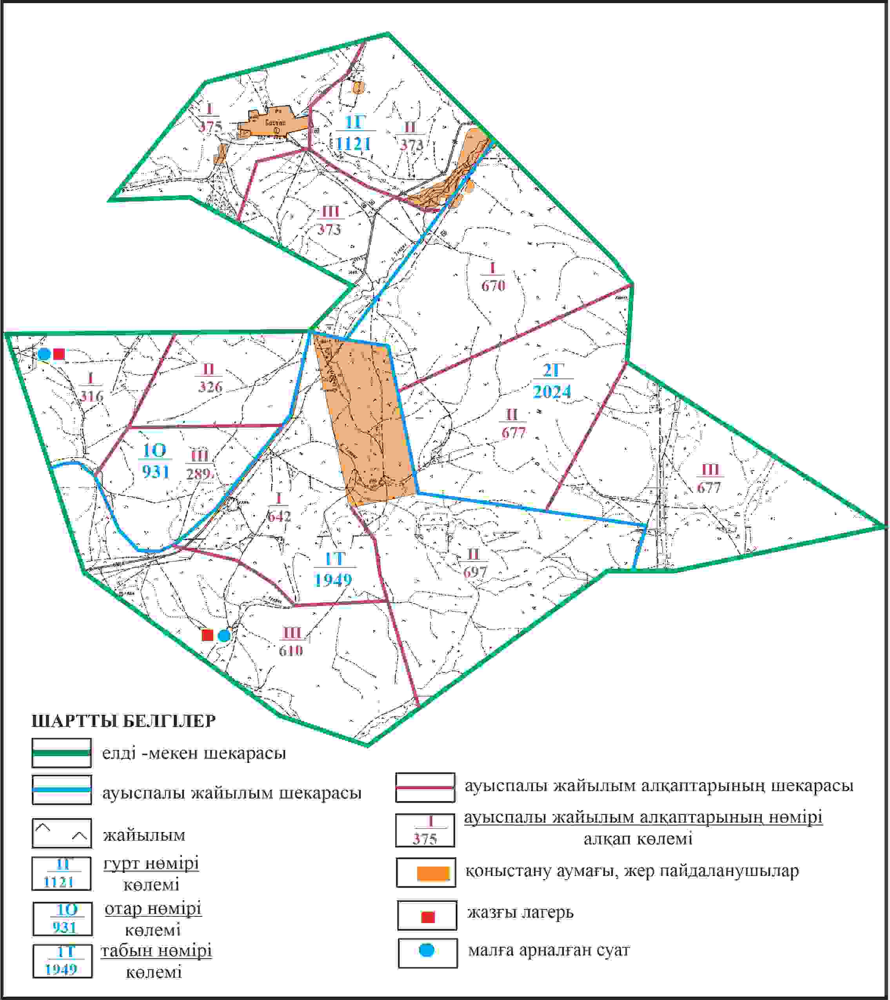 I
375
Бастау
1Г
1121
II
373
III
373
I
670
I
316
II
326
2Г
2024
II
677
1О
931
III
289
III
677
I
642
1Т
1949
II
697
III
610
ШАРТТЫ БЕЛГІЛЕР
елді -мекен шекарасы
ауыспалы жайылым шекарасы
жайылым
1Г
1121
гурт нөмірі
көлемі
1О
931
отар нөмірі
көлемі
1Т
1949
табын нөмірі
көлемі
ауыспалы жайылым алқаптарының шекарасы
I
375
ауыспалы жайылым алқаптарының нөмірі
алқап көлемі
қоныстану аумағы, жер пайдаланушылар
жазғы лагерь
малға арналған суат